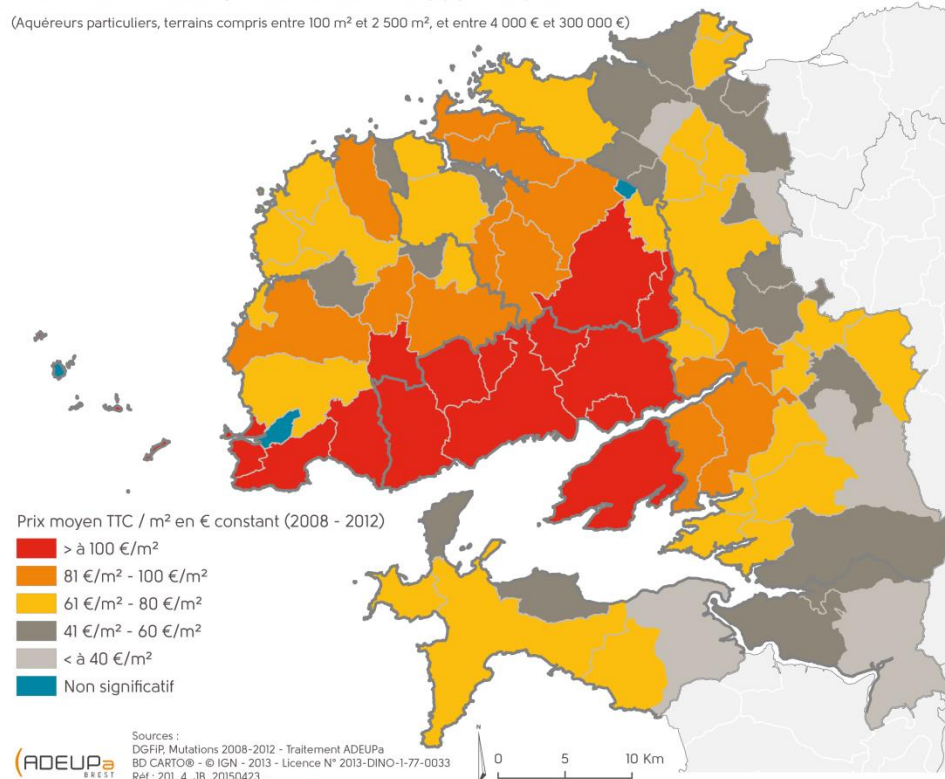 (Aquéreurs particuliers, terrains compris entre 100 m² et 2 500 m², et entre 4 000 € et 300 000 €)
Prix moyen TTC / m² en € constant (2008 - 2012)
> à 100 €/m²
81 €/m² - 100 €/m²
61 €/m² - 80 €/m²
41 €/m² - 60 €/m²
< à 40 €/m²
Non significatif
ADEUPa
BREST
Sources :
DGFiP, Mutations 2008-2012 - Traitement ADEUPa
BD CARTO® - © IGN - 2013 - Licence N° 2013-DINO-1-77-0033
Réf : 201_4_JB_20150423
N
0 5 10 Km